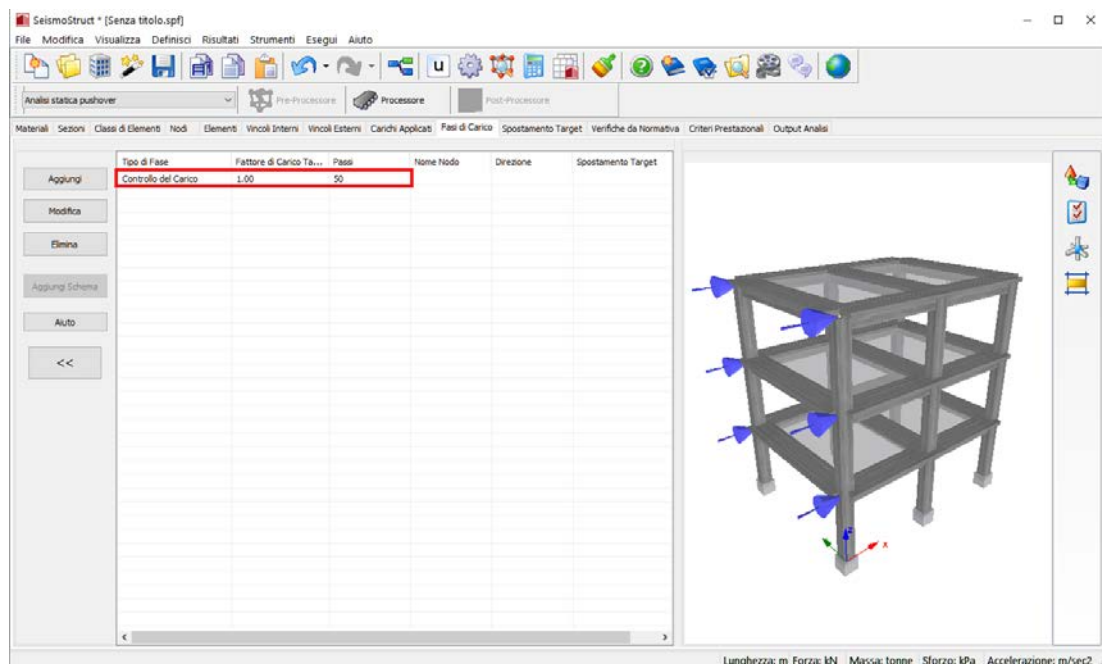 SeismoStruct * [Senza titolo.spf]
File Modifica Visualizza Definisci Risultati Strumenti Esegui Aiuto
u
Analisi statica pushover Pre-Processore Processore Post-Processore
Materiali Sezioni Classi di Elementi Nodi Elementi Vincoli Interni Vincoli Esterni Carichi Applicati Fasi di Carico Spostamento Target Verifiche da Normativa Criteri Prestazionali Output Analisi
Tipo di Fase Fattore di Carico Ta... Passi Nome Nodo Direzione Spostamento Target
Controllo del Carico 1.00 50
Aggiungi
Modifica
Elimina
Aggiungi Schema
Aiuto
<<
z
x
Lunghezza: m Forza: kN Massa: tonne Sforzo: kPa Accelerazione: m/sec2